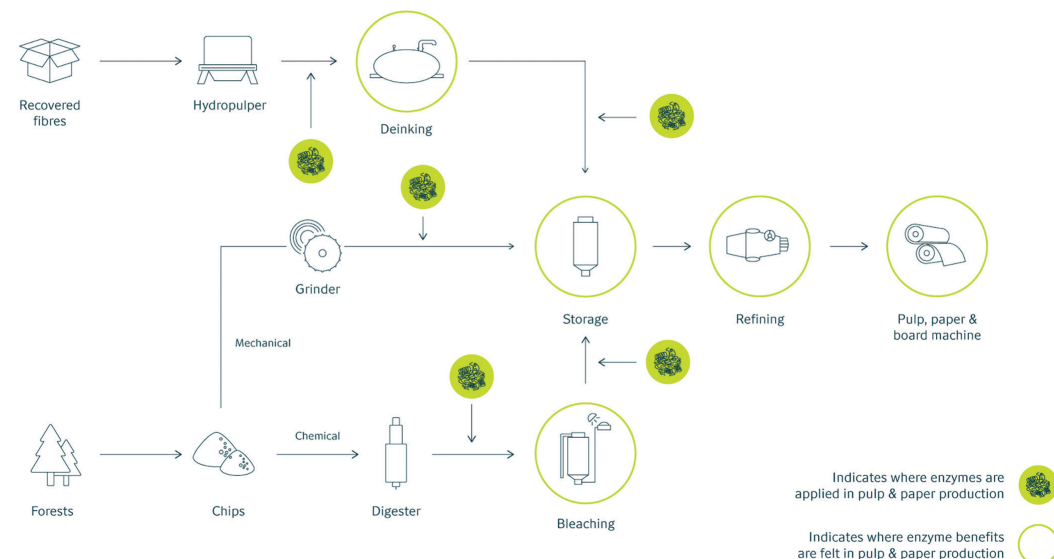 Recovered
fibres
Hydropulper
Deinking
Grinder
Storage
Refining
Pulp, paper &
board machine
Mechanical
Chemical
Forests
Chips
Digester
Bleaching
Indicates where enzymes are
applied in pulp & paper production
Indicates where enzyme benefits
are felt in pulp & paper production